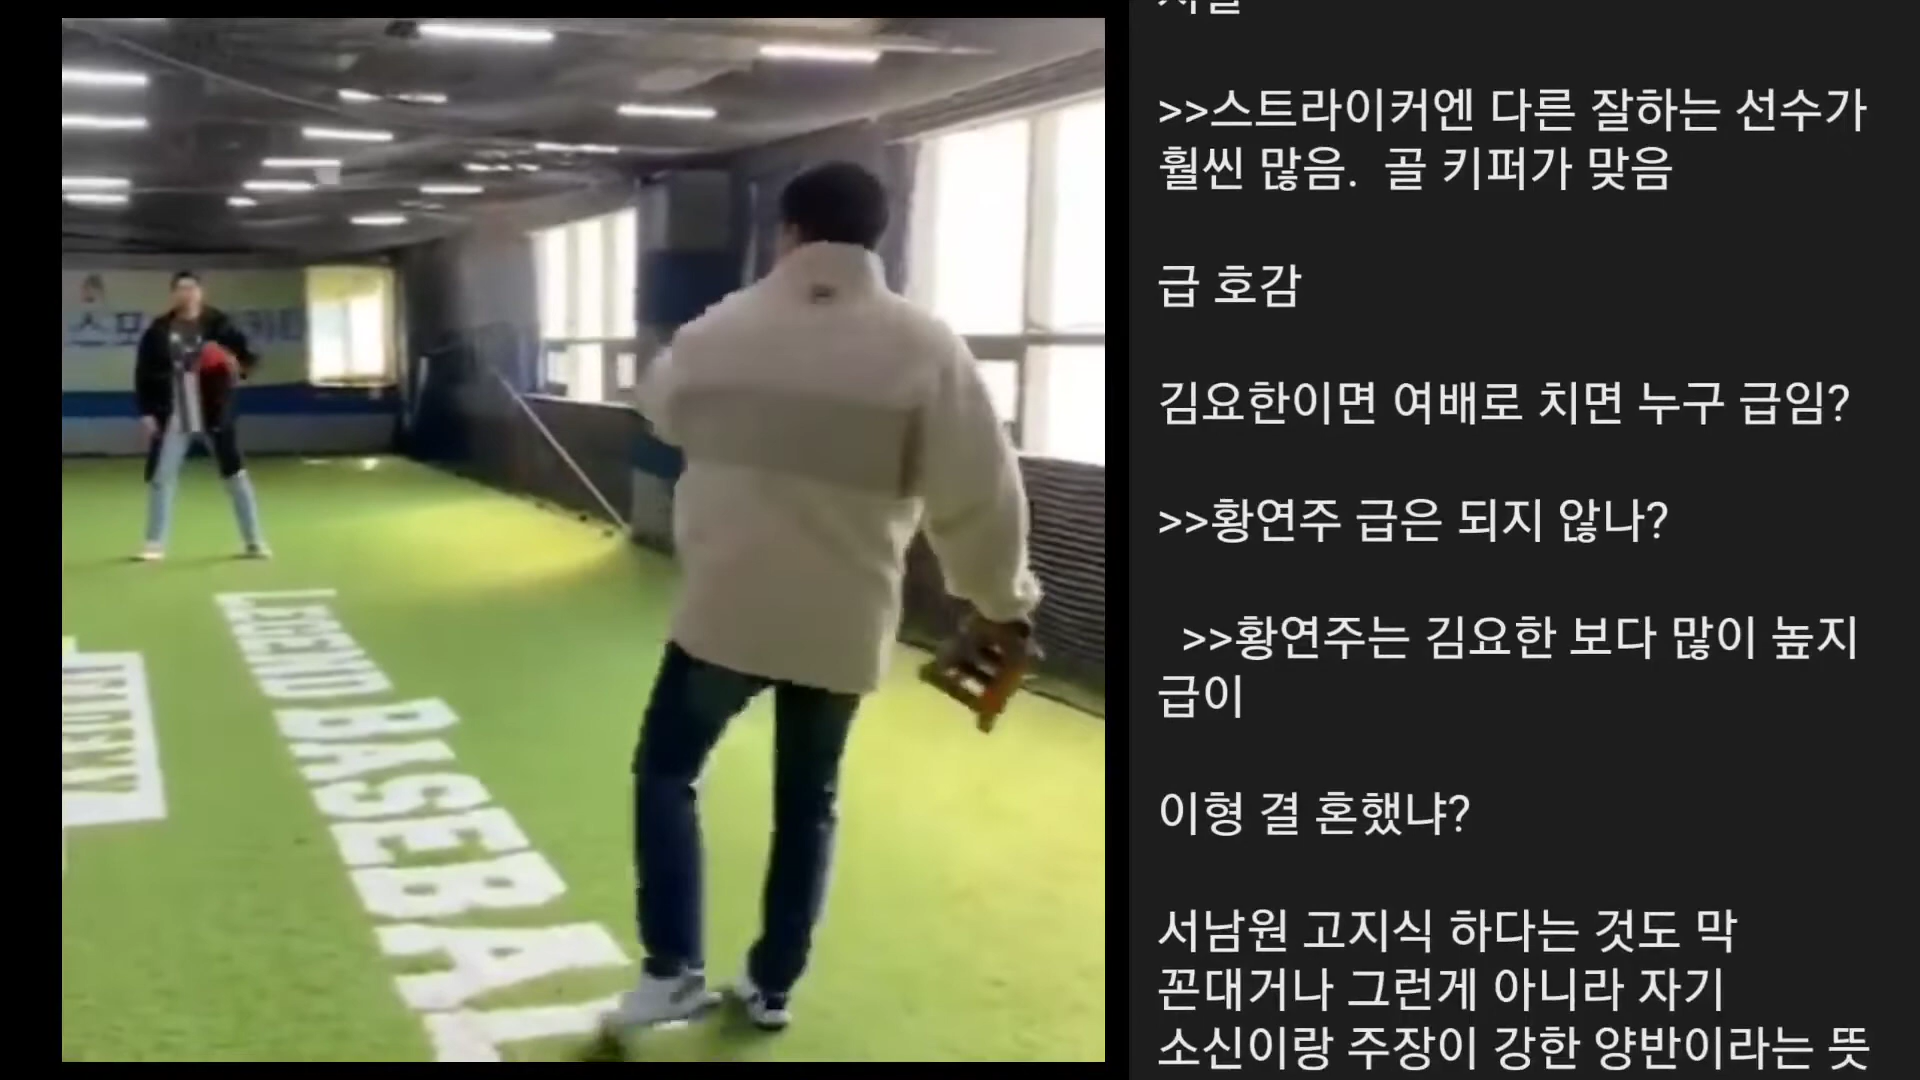 스포
LEGEND BASEBAL
>>스트라이커엔 다른 잘하는 선수가
훨씬 많음. 골 키퍼가 맞음
급 호감
김요한이면 여배로 치면 누구 급임?
>>황연주 급은 되지 않나?
>>황연주는 김요한 보다 많이 높지
급이
이형 결 혼했냐?
서남원 고지식 하다는 것도 막
꼰대거나 그런게 아니라 자기
소신이랑 주장이 강한 양반이라는 뜻